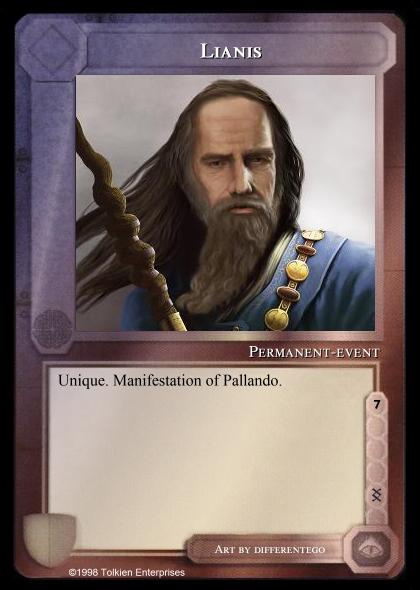 LIANIS
PERMANENT-EVENT
Unique. Manifestation of Pallando.
7
ART BY DIFFERENTEGO
©1998 Tolkien Enterprises